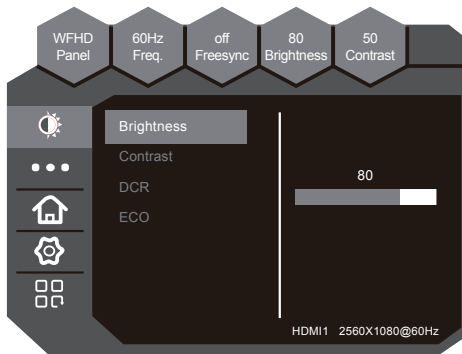 WFHD
Panel
60Hz
Freq.
off
Freesync
80
Brightness
50
Contrast
Brightness
Contrast
DCR
ECO
80
HDMI1 2560X1080@60Hz